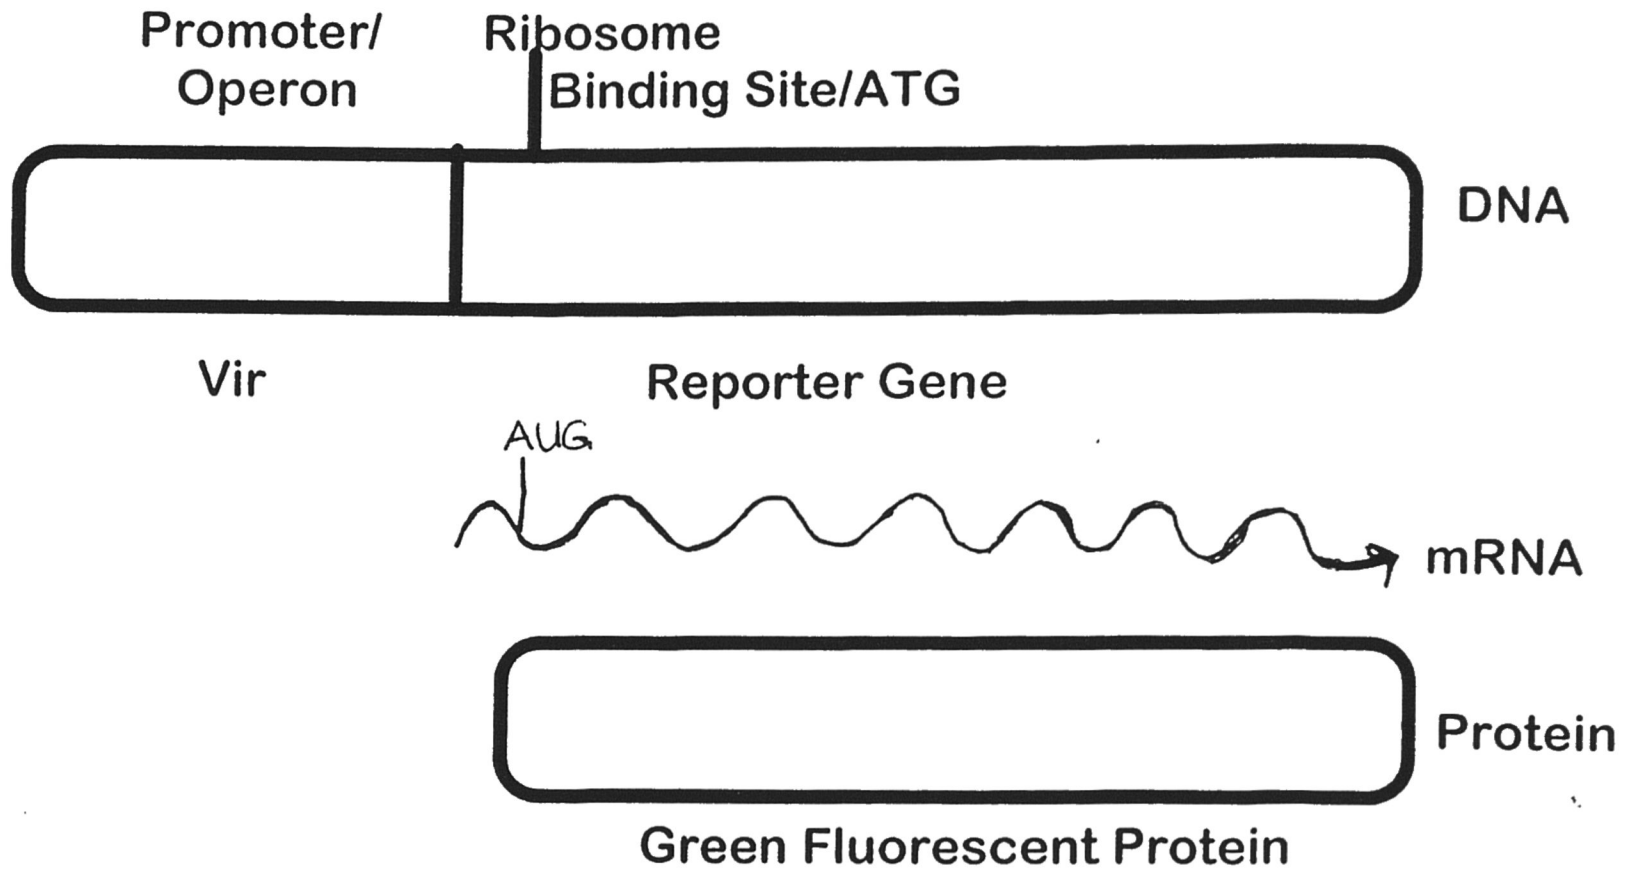 Promoter/
Operon
Ribosome
Binding Site/ATG
DNA
Vir
Reporter Gene
AUG
mRNA
Protein
Green Fluorescent Protein